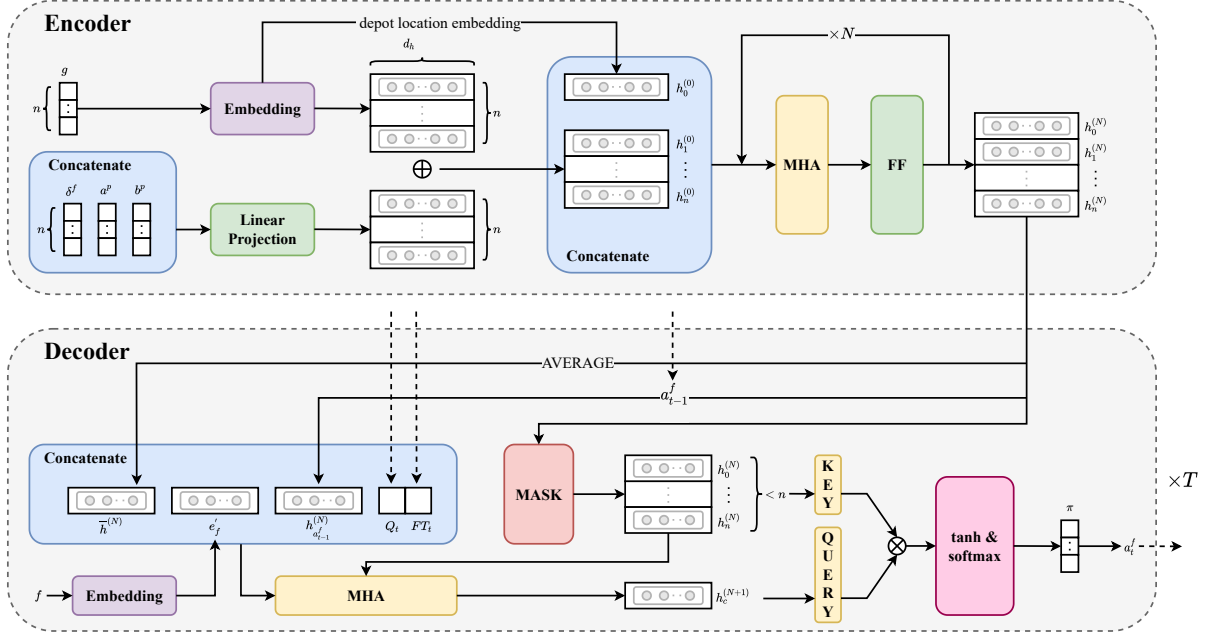 Encoder
depot location embedding
×N
g
n
Embedding
d_h
n
h_0^{(0)}
h_1^{(0)}
⋮
h_n^{(0)}
Concatenate
MHA
FF
h_0^{(N)}
h_1^{(N)}
⋮
h_n^{(N)}
Concatenate
δ^f a^p b^p
n
Linear
Projection
n
⊕
Decoder
AVERAGE
a_{t-1}^f
Concatenate
\overline{h}^{(N)}
e_f^'
h_{a_{t-1}^f}^{(N)}
Q_t
FT_t
MASK
h_0^{(N)}
⋮
h_n^{(N)}
< n
KEY
QUERY
⊗
tanh &
softmax
π
a_t^f
×T
f
Embedding
MHA
h_c^{(N+1)}